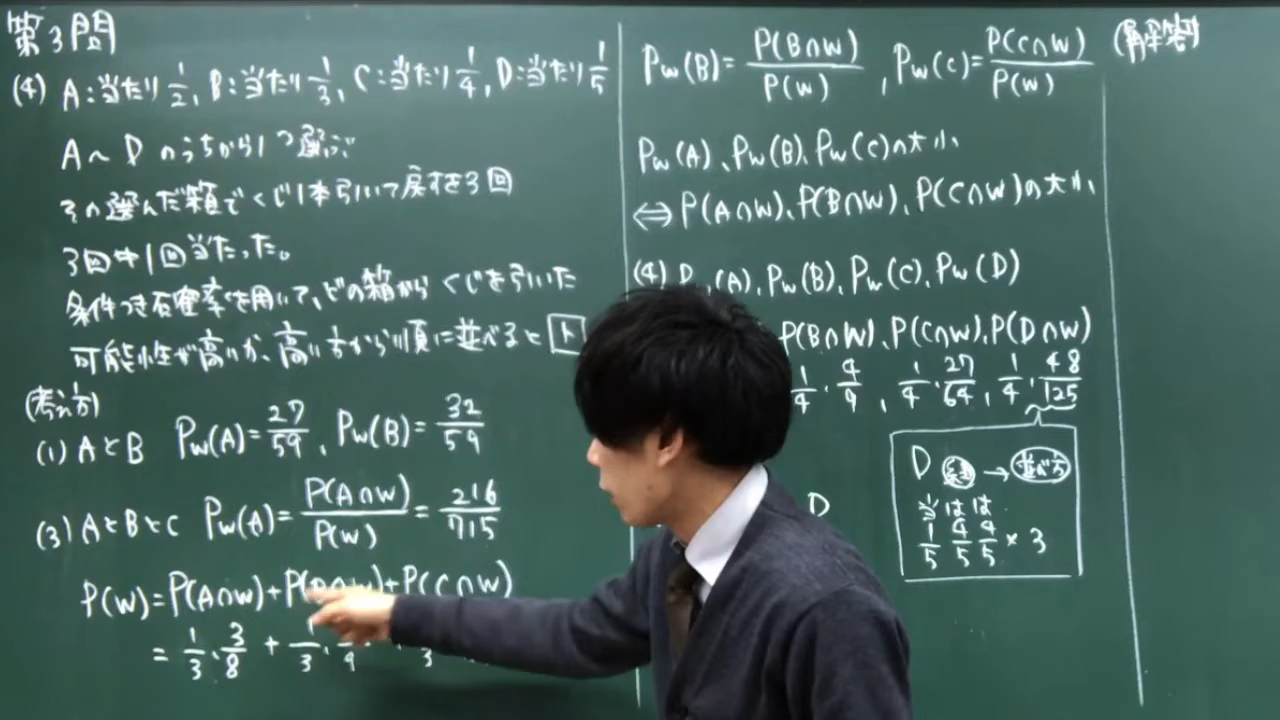 第3問
(4) A:当たり1/2, B:当たり1/3, C:当たり1/4, D:当たり1/5
A～Dのうちから1つ選ぶ
その選んだ箱でくじ1本引いて戻すを3回
3回中1回当たった。
条件つき確率を用いて、どの箱からくじを引いた
可能性が高いか、高い方から順に並べると ト
(考え方)
(1) AとB Pw(A)=27/59, Pw(B)=32/59
(3) AとBとC Pw(A)=P(A∩W)/P(W)=216/715
P(W)=P(A∩W)+P(B∩W)+P(C∩W)
=1/3・3/8+1/3・
Pw(B)=P(B∩W)/P(W), Pw(C)=P(C∩W)/P(W)
Pw(A)、Pw(B)、Pw(C)の大小
⇔P(A∩W)、P(B∩W)、P(C∩W)の大小
(4) Pw(A)、Pw(B)、Pw(C)、Pw(D)
P(B∩W)、P(C∩W)、P(D∩W)
1/4・4/9, 1/4・27/64, 1/4・48/125
D → 並べ方
当はは
1/5 4/5 4/5 × 3
D
(解答)